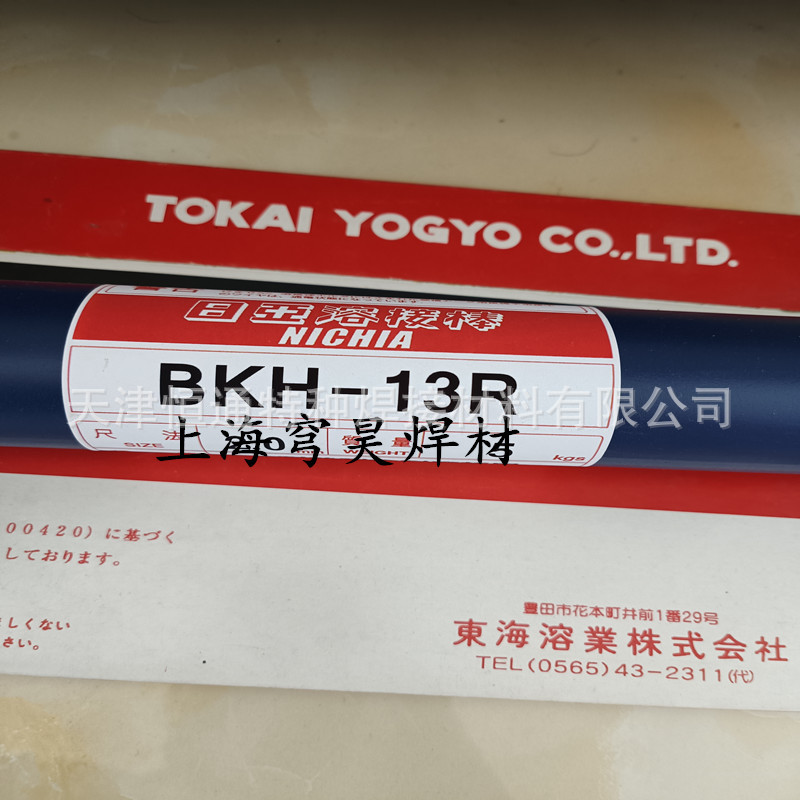 TOKAI YOGYO CO.,LTD.
日亜溶接棒
NICHIA
BKH-13R
天津恒通特种焊接材料有限公司
尺 法
SIZE
質 量
WEIGHT
kgs
上海穹昊焊材
00420)に基づく
しております。
しくない
さい。
豊田市花本町井前1番29号
東海溶業株式会社
TEL(0565)43-2311(代)